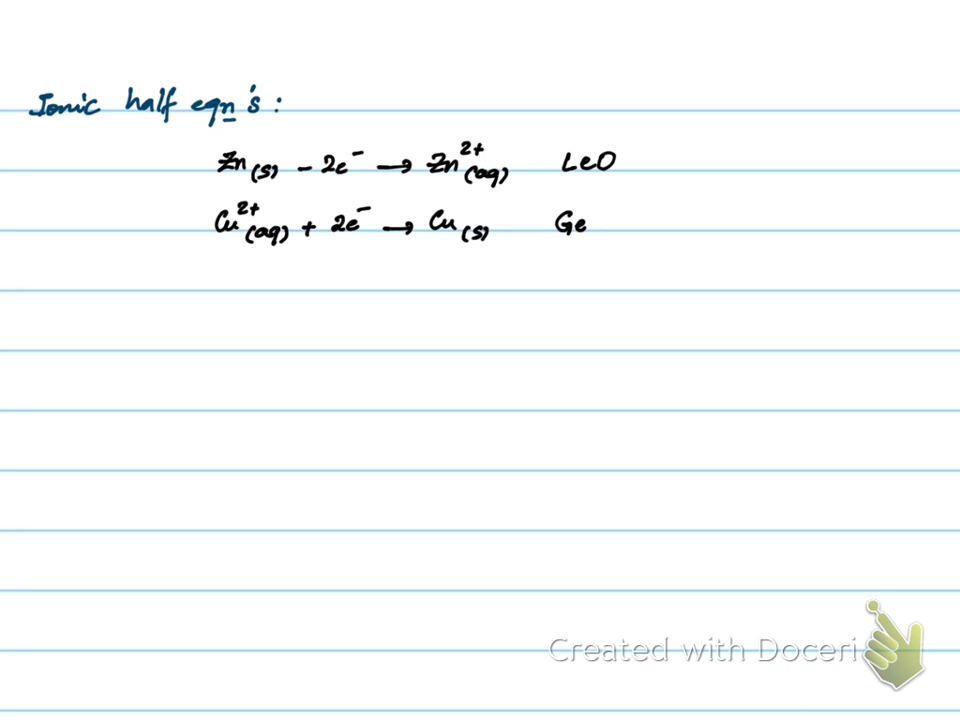 Ionic half eqn's :
Zn(s) – 2e⁻ → Zn²⁺(aq) LeO
Cu²⁺(aq) + 2e⁻ → Cu(s) Ge
Created with Doceri